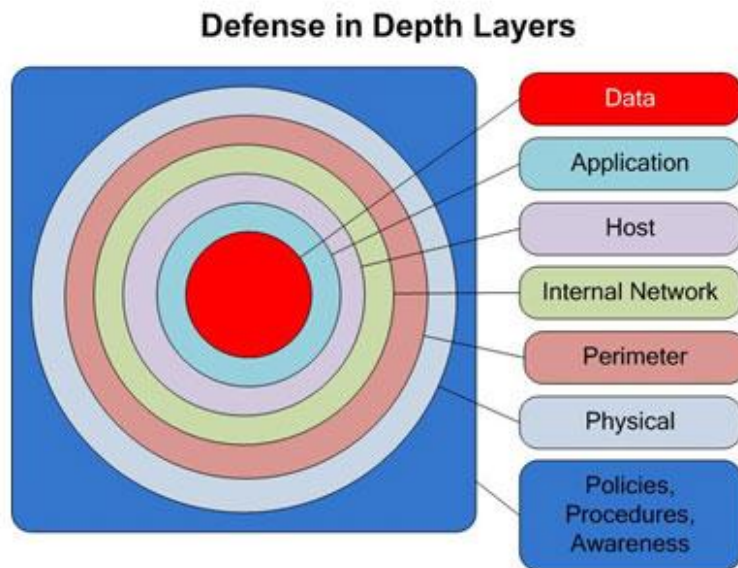 Defense in Depth Layers
Data
Application
Host
Internal Network
Perimeter
Physical
Policies,
Procedures,
Awareness